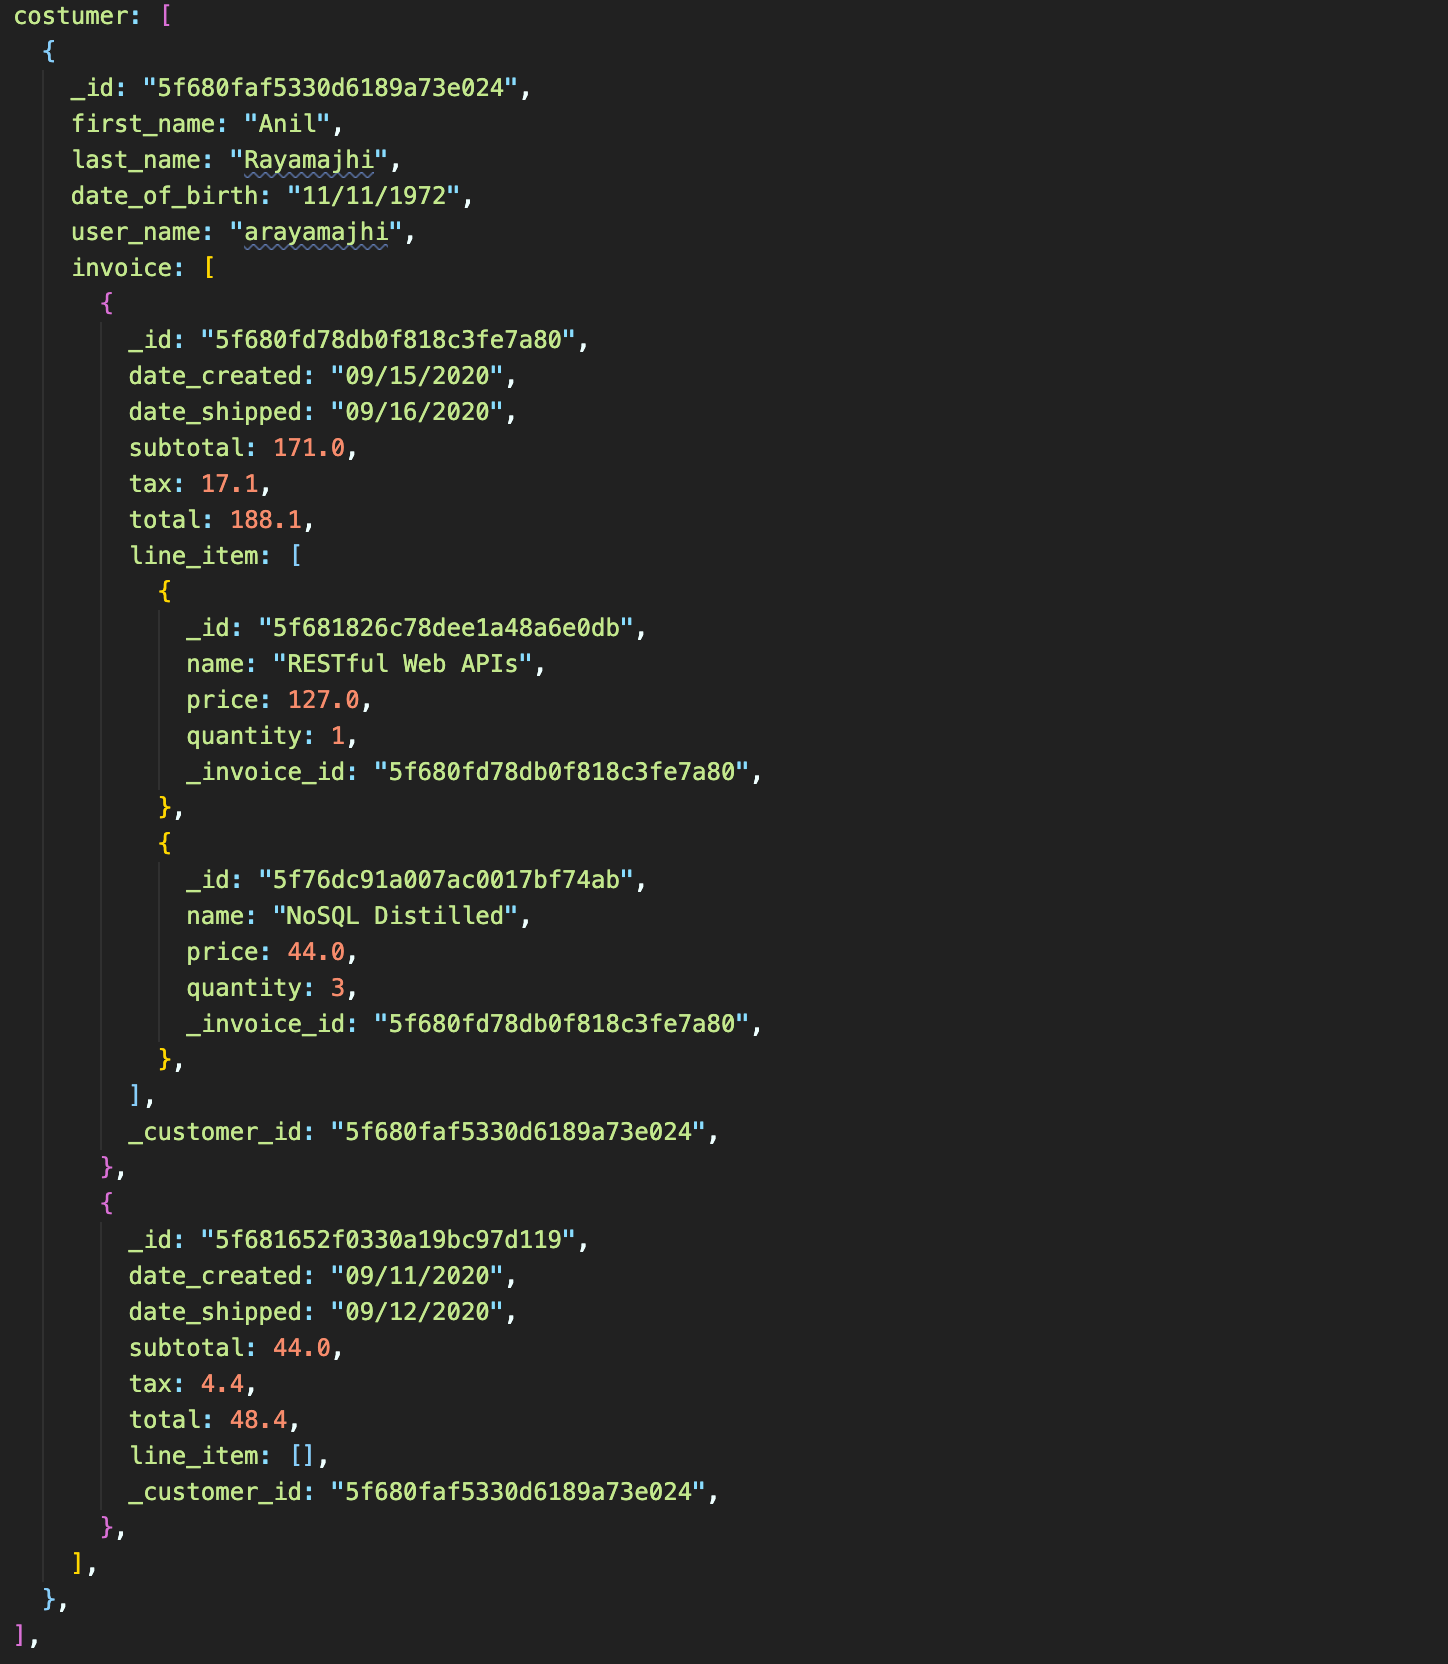 costumer: [
  {
    _id: "5f680faf5330d6189a73e024",
    first_name: "Anil",
    last_name: "Rayamajhi",
    date_of_birth: "11/11/1972",
    user_name: "arayamajhi",
    invoice: [
      {
        _id: "5f680fd78db0f818c3fe7a80",
        date_created: "09/15/2020",
        date_shipped: "09/16/2020",
        subtotal: 171.0,
        tax: 17.1,
        total: 188.1,
        line_item: [
          {
            _id: "5f681826c78dee1a48a6e0db",
            name: "RESTful Web APIs",
            price: 127.0,
            quantity: 1,
            _invoice_id: "5f680fd78db0f818c3fe7a80",
          },
          {
            _id: "5f76dc91a007ac0017bf74ab",
            name: "NoSQL Distilled",
            price: 44.0,
            quantity: 3,
            _invoice_id: "5f680fd78db0f818c3fe7a80",
          },
        ],
        _customer_id: "5f680faf5330d6189a73e024",
      },
      {
        _id: "5f681652f0330a19bc97d119",
        date_created: "09/11/2020",
        date_shipped: "09/12/2020",
        subtotal: 44.0,
        tax: 4.4,
        total: 48.4,
        line_item: [],
        _customer_id: "5f680faf5330d6189a73e024",
      },
    ],
  },
],